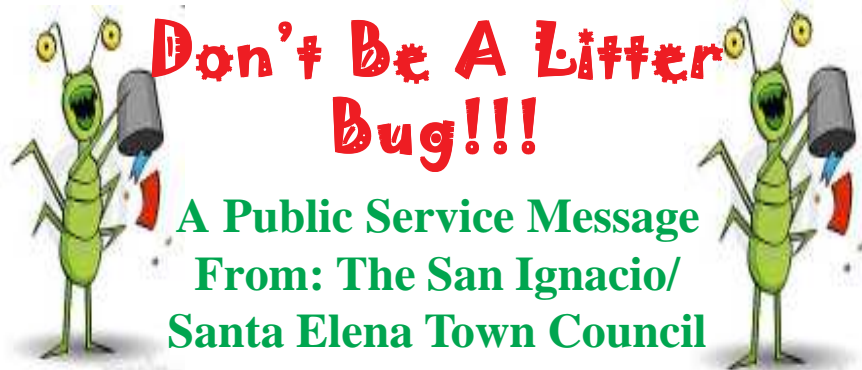 Don't Be A Litter
Bug!!!
A Public Service Message
From: The San Ignacio/
Santa Elena Town Council